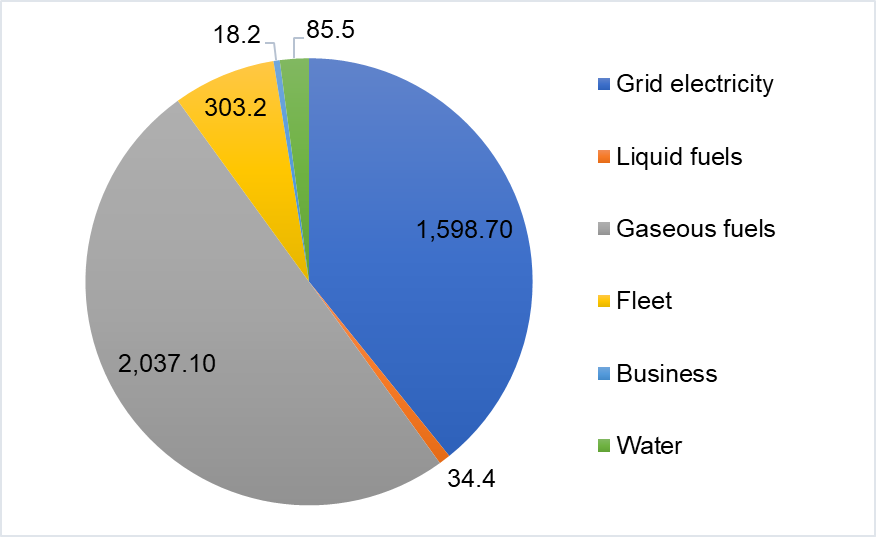 18.2
85.5
303.2
1,598.70
2,037.10
34.4
Grid electricity
Liquid fuels
Gaseous fuels
Fleet
Business
Water